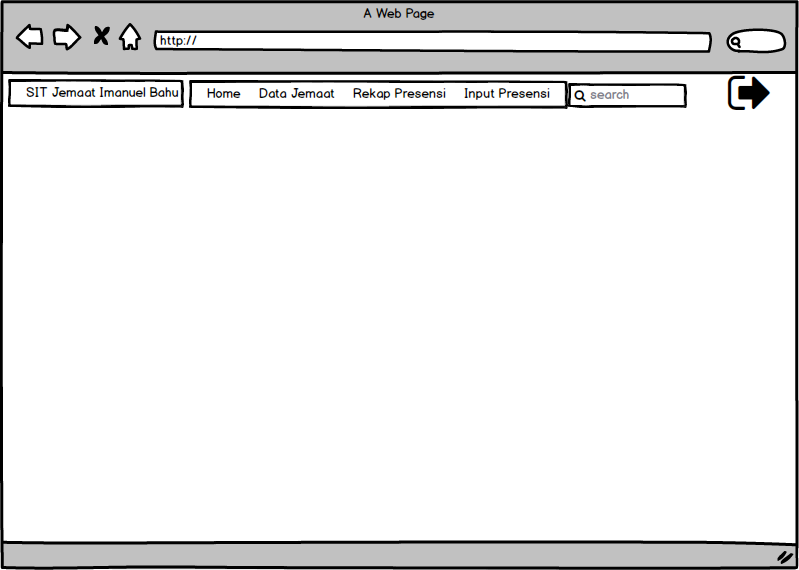 A Web Page
http://
SIT Jemaat Imanuel Bahu Home Data Jemaat Rekap Presensi Input Presensi search